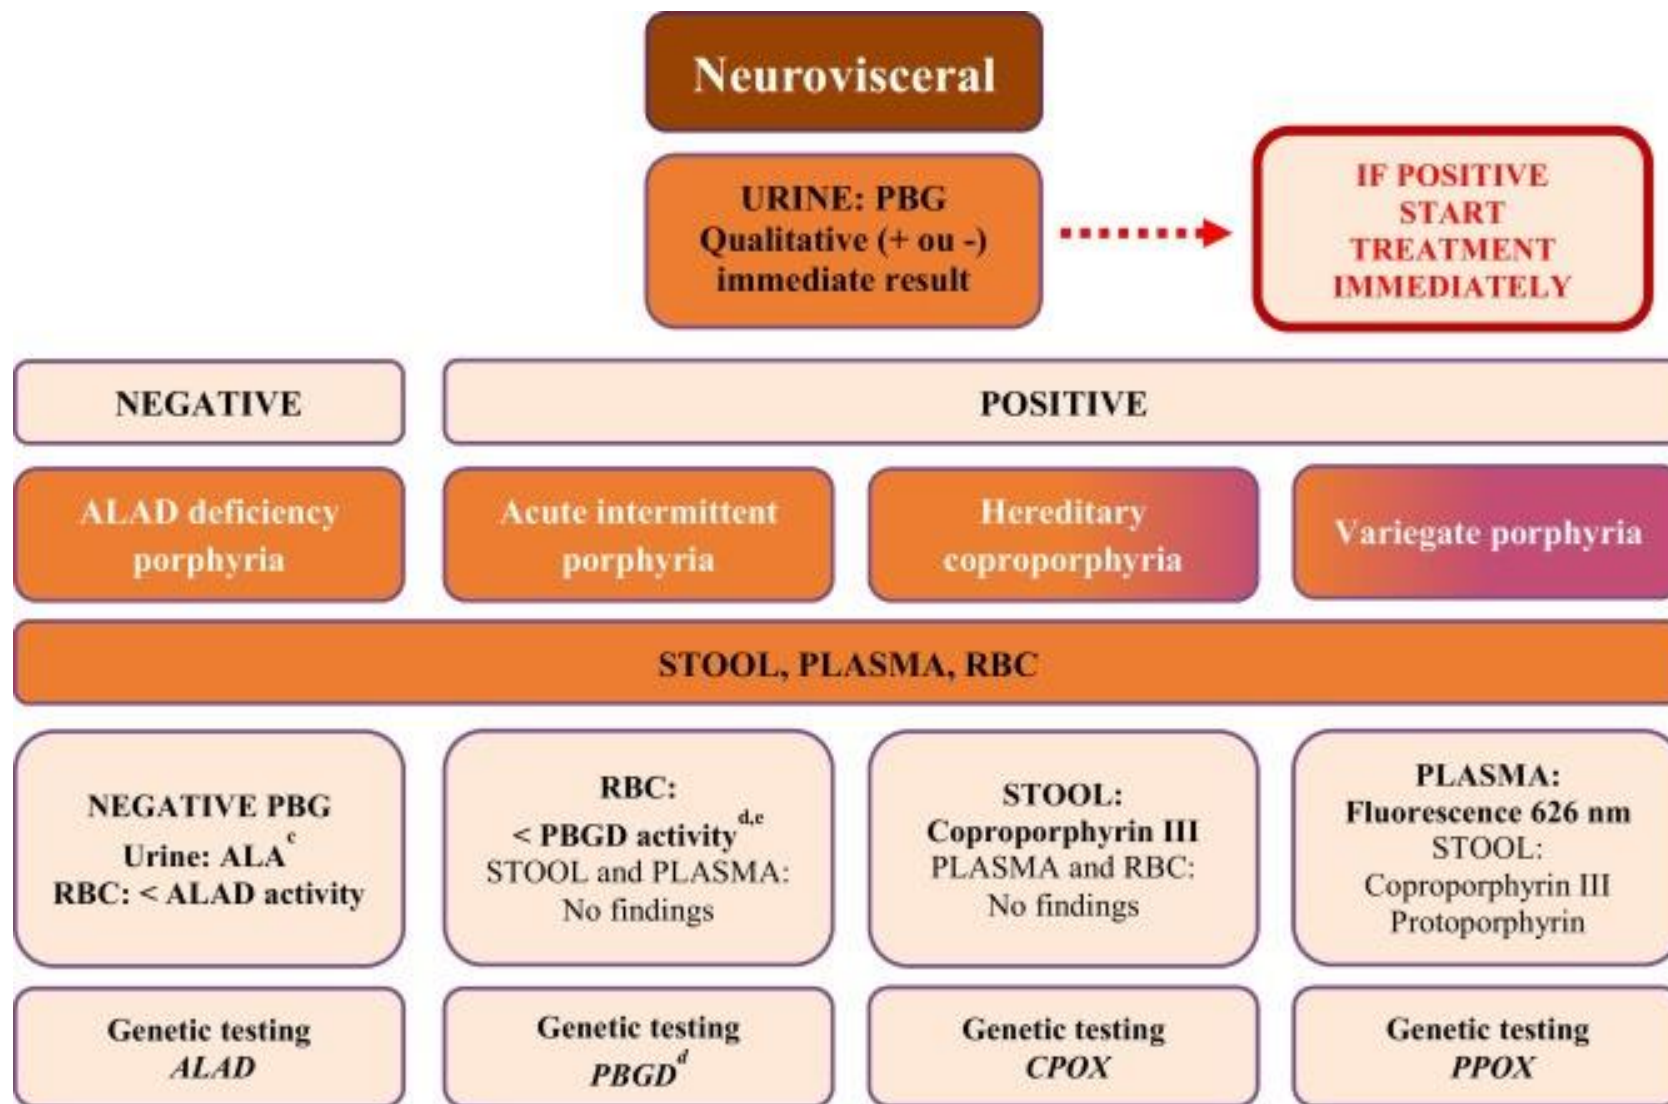 Neurovisceral
URINE: PBG
Qualitative (+ ou -)
immediate result
IF POSITIVE
START
TREATMENT
IMMEDIATELY
NEGATIVE
POSITIVE
ALAD deficiency
porphyria
Acute intermittent
porphyria
Hereditary
coproporphyria
Variegate porphyria
STOOL, PLASMA, RBC
NEGATIVE PBG
Urine: ALA^c
RBC: < ALAD activity
RBC:
< PBGD activity^d,e
STOOL and PLASMA:
No findings
STOOL:
Coproporphyrin III
PLASMA and RBC:
No findings
PLASMA:
Fluorescence 626 nm
STOOL:
Coproporphyrin III
Protoporphyrin
Genetic testing
ALAD
Genetic testing
PBGD^d
Genetic testing
CPOX
Genetic testing
PPOX